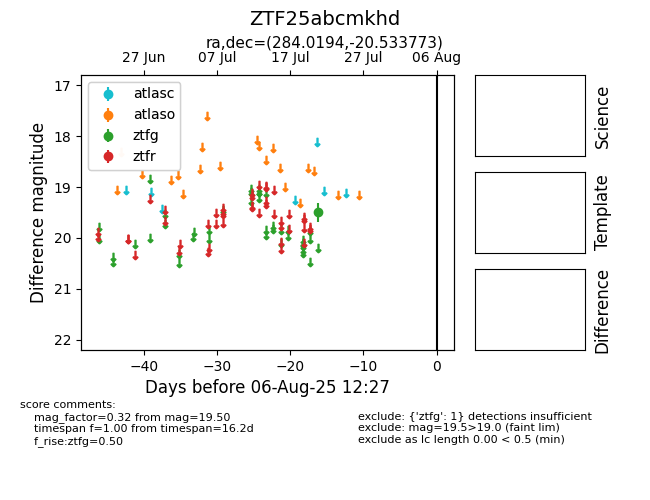 ZTF25abcmkhd
ra,dec=(284.0194,-20.533773)
27 Jun 07 Jul 17 Jul 27 Jul 06 Aug
atlasc
atlaso
ztfg
ztfr
17
18
19
20
21
22
Difference magnitude
−40 −30 −20 −10 0
Days before 06-Aug-25 12:27
Science
Template
Difference
score comments:
mag_factor=0.32 from mag=19.50
timespan f=1.00 from timespan=16.2d
f_rise:ztfg=0.50
exclude: {'ztfg': 1} detections insufficient
exclude: mag=19.5>19.0 (faint lim)
exclude as lc length 0.00 < 0.5 (min)